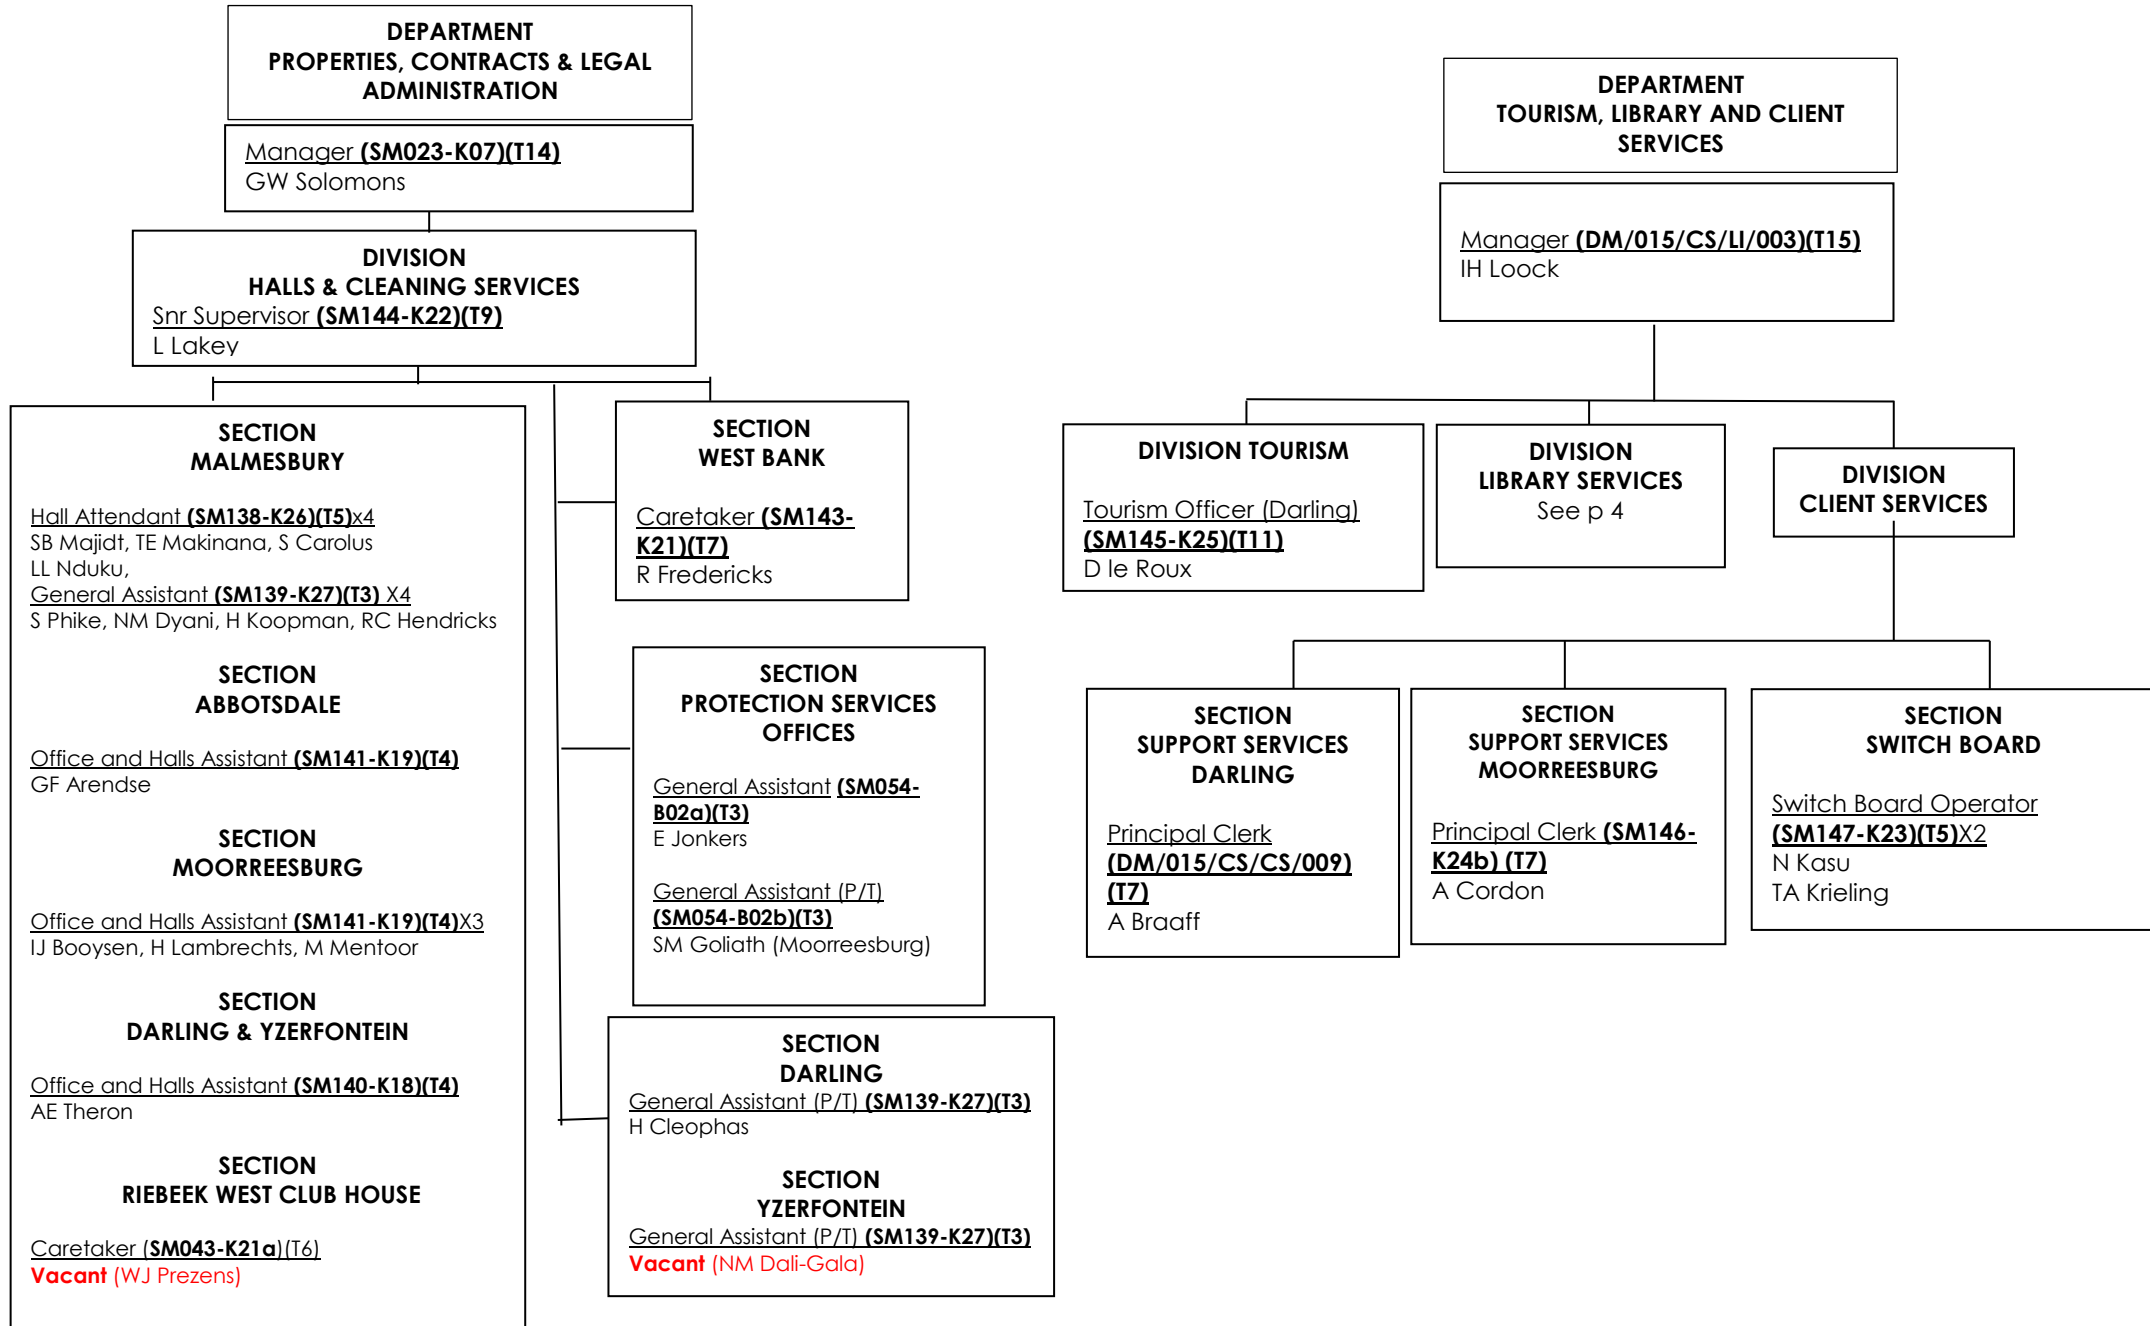 DEPARTMENT
PROPERTIES, CONTRACTS & LEGAL
ADMINISTRATION
Manager (SM023-K07)(T14)
GW Solomons
DIVISION
HALLS & CLEANING SERVICES
Snr Supervisor (SM144-K22)(T9)
L Lakey
SECTION
MALMESBURY
Hall Attendant (SM138-K26)(T5)x4
SB Majidt, TE Makinana, S Carolus
LL Nduku,
General Assistant (SM139-K27)(T3) X4
S Phike, NM Dyani, H Koopman, RC Hendricks
SECTION
ABBOTSDALE
Office and Halls Assistant (SM141-K19)(T4)
GF Arendse
SECTION
MOORREESBURG
Office and Halls Assistant (SM141-K19)(T4)X3
IJ Booysen, H Lambrechts, M Mentoor
SECTION
DARLING & YZERFONTEIN
Office and Halls Assistant (SM140-K18)(T4)
AE Theron
SECTION
RIEBEEK WEST CLUB HOUSE
Caretaker (SM043-K21a)(T6)
Vacant (WJ Prezens)
SECTION
WEST BANK
Caretaker (SM143-
K21)(T7)
R Fredericks
SECTION
PROTECTION SERVICES
OFFICES
General Assistant (SM054-
B02a)(T3)
E Jonkers
General Assistant (P/T)
(SM054-B02b)(T3)
SM Goliath (Moorreesburg)
SECTION
DARLING
General Assistant (P/T) (SM139-K27)(T3)
H Cleophas
SECTION
YZERFONTEIN
General Assistant (P/T) (SM139-K27)(T3)
Vacant (NM Dali-Gala)
DEPARTMENT
TOURISM, LIBRARY AND CLIENT
SERVICES
Manager (DM/015/CS/LI/003)(T15)
IH Loock
DIVISION TOURISM
Tourism Officer (Darling)
(SM145-K25)(T11)
D le Roux
DIVISION
LIBRARY SERVICES
See p 4
DIVISION
CLIENT SERVICES
SECTION
SUPPORT SERVICES
DARLING
Principal Clerk
(DM/015/CS/CS/009)
(T7)
A Braaff
SECTION
SUPPORT SERVICES
MOORREESBURG
Principal Clerk (SM146-
K24b) (T7)
A Cordon
SECTION
SWITCH BOARD
Switch Board Operator
(SM147-K23)(T5)X2
N Kasu
TA Krieling